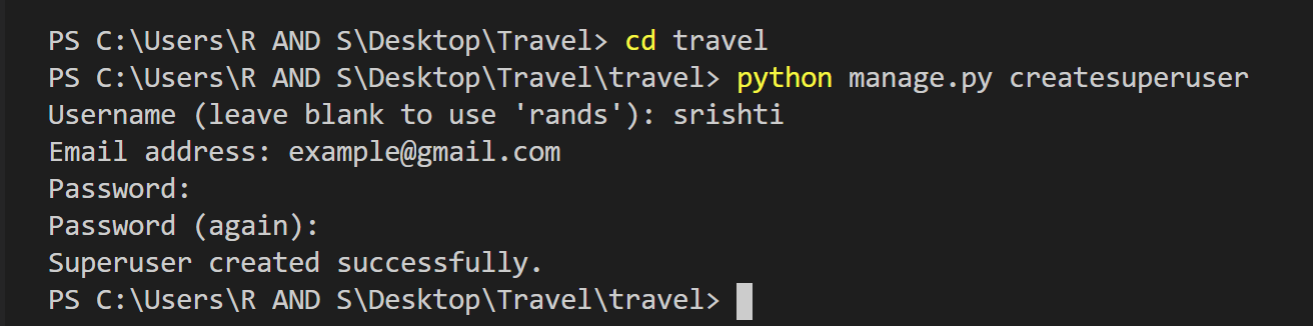 PS C:\Users\R AND S\Desktop\Travel> cd travel
PS C:\Users\R AND S\Desktop\Travel\travel> python manage.py createsuperuser
Username (leave blank to use 'rands'): srishti
Email address: example@gmail.com
Password:
Password (again):
Superuser created successfully.
PS C:\Users\R AND S\Desktop\Travel\travel>